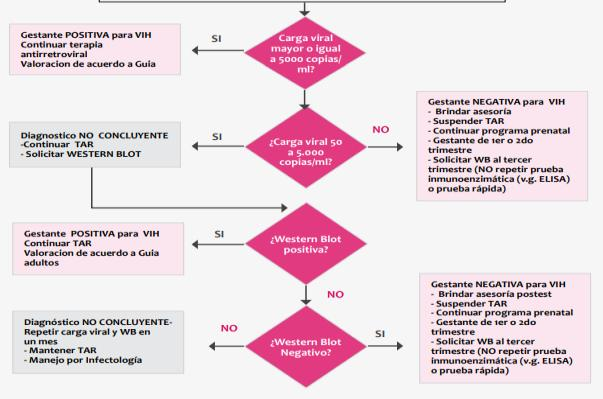 Carga viral
mayor o igual
a 5000 copias/
ml?
SI
Gestante POSITIVA para VIH
Continuar terapia
antirretroviral
Valoracion de acuerdo a Guia
¿Carga viral 50
a 5.000
copias/ml?
SI
Diagnostico NO CONCLUYENTE
-Continuar TAR
- Solicitar WESTERN BLOT
NO
Gestante NEGATIVA para VIH
- Brindar asesoría
- Suspender TAR
- Continuar programa prenatal
- Gestante de 1er o 2do
trimestre
- Solicitar WB al tercer
trimestre (NO repetir prueba
inmunoenzimática (v.g. ELISA)
o prueba rápida)
¿Western Blot
positiva?
SI
Gestante POSITIVA para VIH
Continuar TAR
Valoracion de acuerdo a Guia
adultos
NO
¿Western Blot
Negativo?
NO
Diagnóstico NO CONCLUYENTE-
Repetir carga viral y WB en
un mes
- Mantener TAR
- Manejo por Infectología
SI
Gestante NEGATIVA para VIH
- Brindar asesoría postest
- Suspender TAR
- Continuar programa prenatal
- Gestante de 1er o 2do
trimestre
- Solicitar WB al tercer
trimestre (NO repetir prueba
inmunoenzimática (v.g. ELISA)
o prueba rápida)